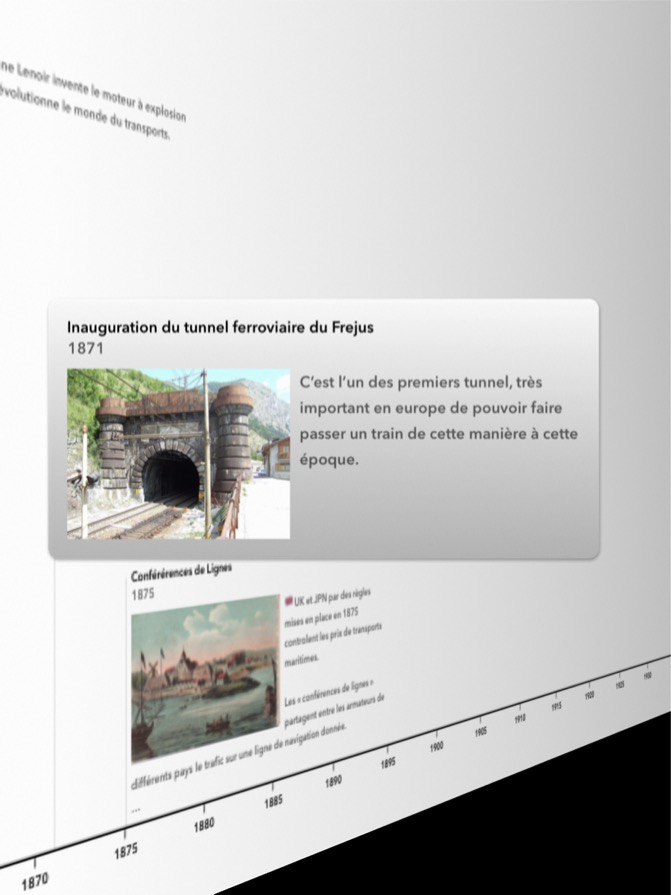 ne Lenoir invente le moteur à explosion
évolutionne le monde du transports.
Inauguration du tunnel ferroviaire du Frejus
1871
C’est l’un des premiers tunnel, très
important en europe de pouvoir faire
passer un train de cette manière à cette
époque.
Conférérences de Lignes
1875
UK et JPN par des règles
mises en place en 1875
controlent les prix de transports
maritimes.
Les « conférences de lignes »
partagent entre les armateurs de
différents pays le trafic sur une ligne de navigation donnée.
...
1870
1875
1880
1885
1890
1895
1900
1905
1910
1915
1920
1925
1930